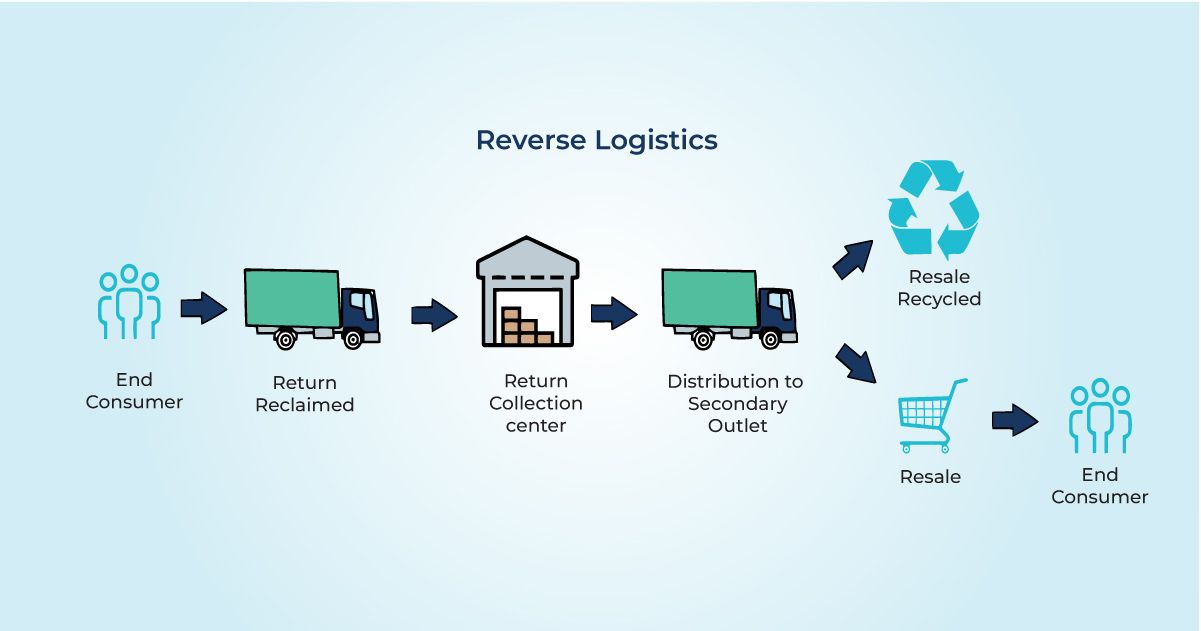 Reverse Logistics
End
Consumer
Return
Reclaimed
Return
Collection
center
Distribution to
Secondary
Outlet
Resale
Recycled
Resale
End
Consumer